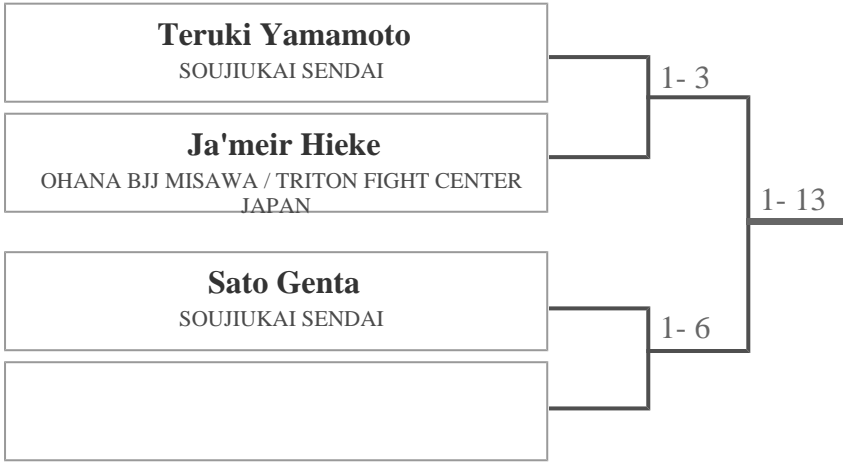 Teruki Yamamoto
SOUJIUKAI SENDAI
1- 3
Ja'meir Hieke
OHANA BJJ MISAWA / TRITON FIGHT CENTER
JAPAN
1- 13
Sato Genta
SOUJIUKAI SENDAI
1- 6